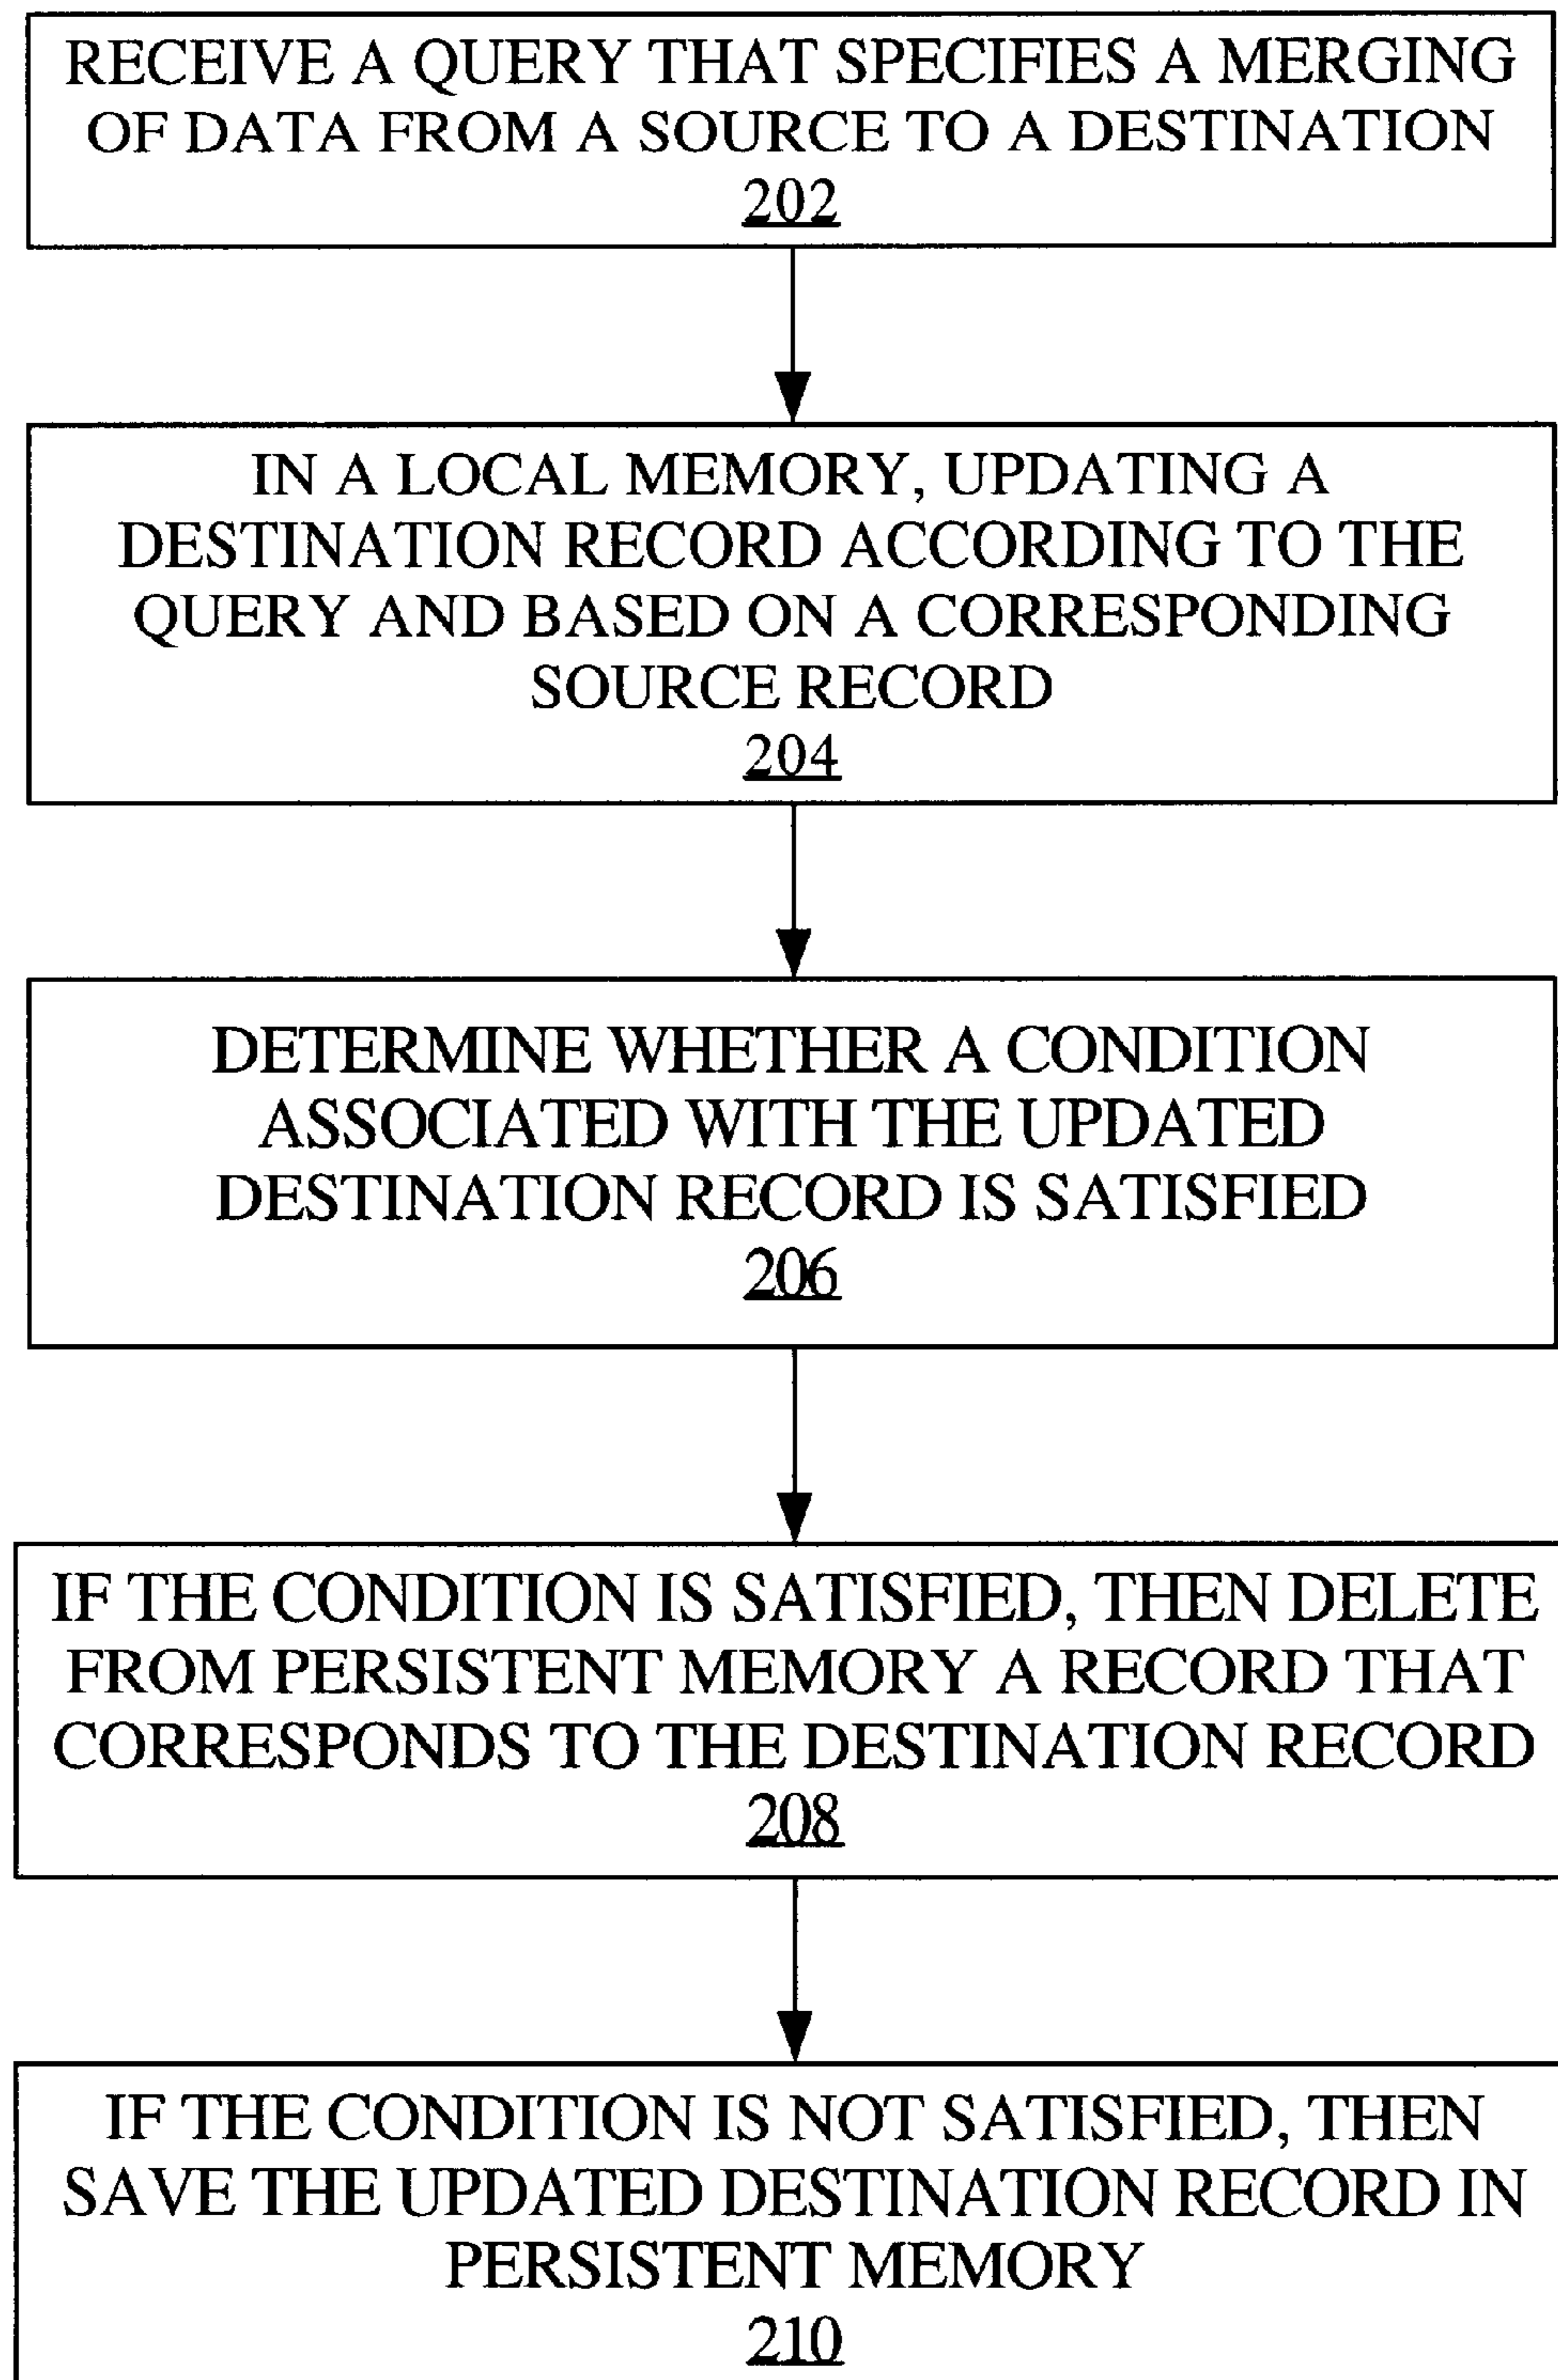 RECEIVE A QUERY THAT SPECIFIES A MERGING
OF DATA FROM A SOURCE TO A DESTINATION
202
IN A LOCAL MEMORY, UPDATING A
DESTINATION RECORD ACCORDING TO THE
QUERY AND BASED ON A CORRESPONDING
SOURCE RECORD
204
DETERMINE WHETHER A CONDITION
ASSOCIATED WITH THE UPDATED
DESTINATION RECORD IS SATISFIED
206
IF THE CONDITION IS SATISFIED, THEN DELETE
FROM PERSISTENT MEMORY A RECORD THAT
CORRESPONDS TO THE DESTINATION RECORD
208
IF THE CONDITION IS NOT SATISFIED, THEN
SAVE THE UPDATED DESTINATION RECORD IN
PERSISTENT MEMORY
210